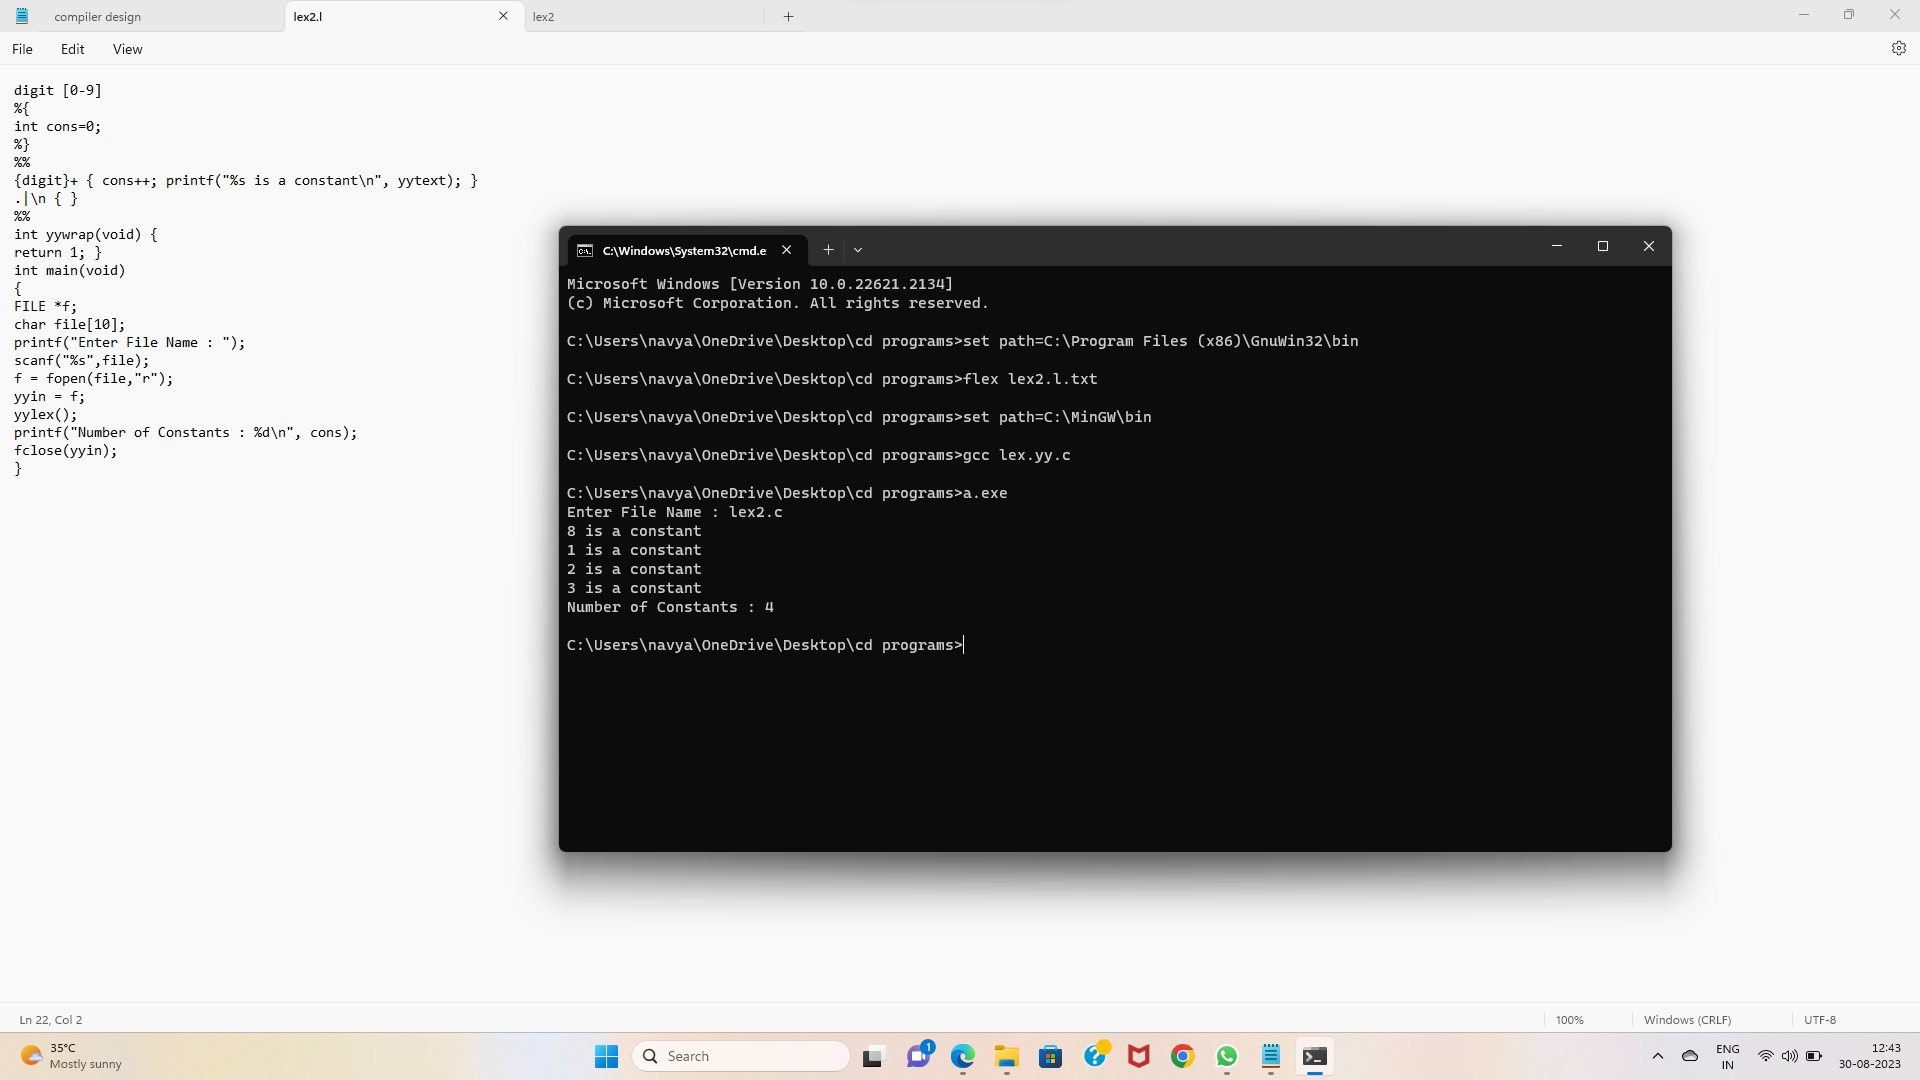 compiler design
lex2.l
lex2
File Edit View
digit [0-9]
%{
int cons=0;
%}
%%
{digit}+ { cons++; printf("%s is a constant\n", yytext); }
.|\n { }
%%
int yywrap(void) {
return 1; }
int main(void)
{
FILE *f;
char file[10];
printf("Enter File Name : ");
scanf("%s",file);
f = fopen(file,"r");
yyin = f;
yylex();
printf("Number of Constants : %d\n", cons);
fclose(yyin);
}
C:\Windows\System32\cmd.e
Microsoft Windows [Version 10.0.22621.2134]
(c) Microsoft Corporation. All rights reserved.
C:\Users\navya\OneDrive\Desktop\cd programs>set path=C:\Program Files (x86)\GnuWin32\bin
C:\Users\navya\OneDrive\Desktop\cd programs>flex lex2.l.txt
C:\Users\navya\OneDrive\Desktop\cd programs>set path=C:\MinGW\bin
C:\Users\navya\OneDrive\Desktop\cd programs>gcc lex.yy.c
C:\Users\navya\OneDrive\Desktop\cd programs>a.exe
Enter File Name : lex2.c
8 is a constant
1 is a constant
2 is a constant
3 is a constant
Number of Constants : 4
C:\Users\navya\OneDrive\Desktop\cd programs>
Ln 22, Col 2
100%
Windows (CRLF)
UTF-8
35°C
Mostly sunny
Search
1
ENG
IN
12:43
30-08-2023